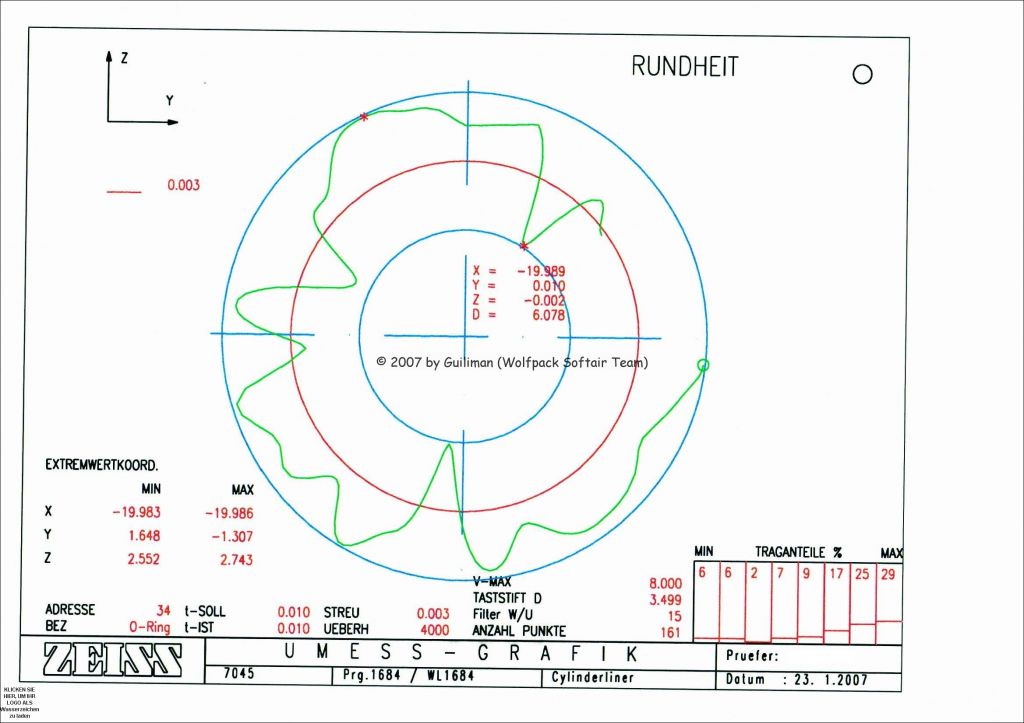 RUNDHEIT
Z
Y
0.003
X = -19.989
Y = 0.010
Z = -0.002
D = 6.078
© 2007 by Guiliman (Wolfpack Softair Team)
EXTREMWERTKOORD.
MIN MAX
X -19.983 -19.986
Y 1.648 -1.307
Z 2.552 2.743
MIN TRAGANTEILE % MAX
6 6 2 7 9 17 25 29
V-MAX 8.000
TASTSTIFT D 3.499
Filter W/U 15
ANZAHL PUNKTE 161
ADRESSE 34 t-SOLL 0.010 STREU 0.003
BEZ O-Ring t-IST 0.010 UEBERH 4000
ZEISS
UMESS-GRAFIK
7045 Prg.1684 / WL1684 Cylinderliner
Pruefer:
Datum : 23. 1.2007
KLICKEN SIE
HIER, UM IHR
LOGO ALS
Wasserzeichen
zu laden